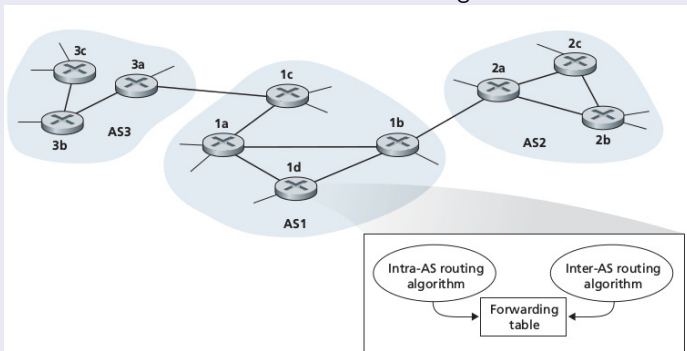 3c
3a
3b
AS3
1c
1a
1b
1d
AS1
2c
2a
2b
AS2
Intra-AS routing
algorithm
Inter-AS routing
algorithm
Forwarding
table